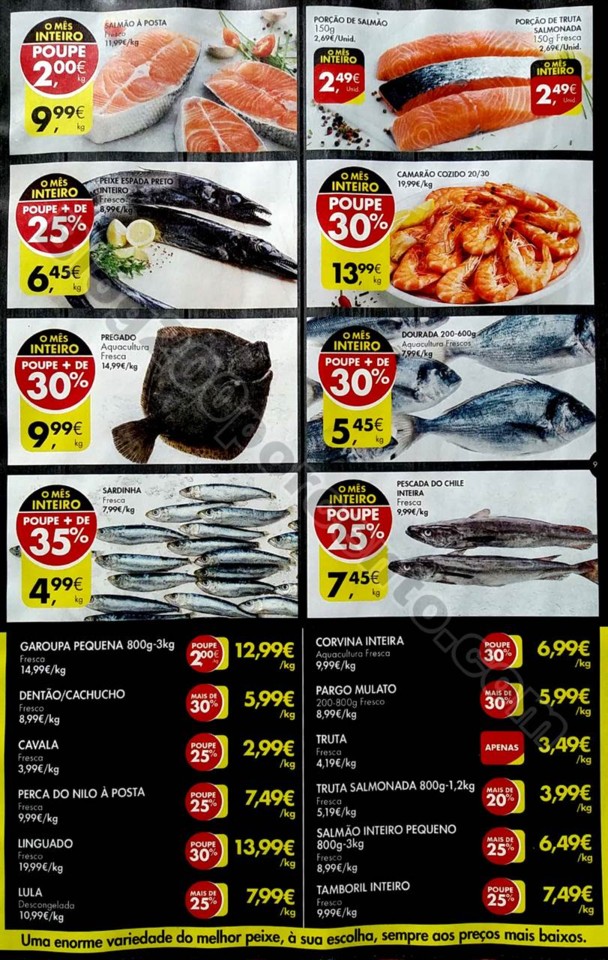 O MÊS
INTEIRO
POUPE
2,00€
kg
9,99€
kg
SALMÃO À POSTA
Fresco
11,99€/kg
PORÇÃO DE SALMÃO
150g
2,69€/Unid.
O MÊS
INTEIRO
2,49€
Unid.
PORÇÃO DE TRUTA
SALMONADA
150g Fresca
2,69€/Unid.
O MÊS
INTEIRO
2,49€
Unid.
O MÊS
INTEIRO
POUPE + DE
25%
6,45€
kg
PEIXE ESPADA PRETO
INTEIRO
Fresco
8,99€/kg
O MÊS
INTEIRO
POUPE
30%
13,99€
kg
CAMARÃO COZIDO 20/30
19,99€/kg
O MÊS
INTEIRO
POUPE + DE
30%
9,99€
kg
PREGADO
Aquacultura
Fresca
14,99€/kg
O MÊS
INTEIRO
POUPE + DE
30%
5,45€
kg
DOURADA 200-600g
Aquacultura Frescos
7,99€/kg
9
O MÊS
INTEIRO
POUPE + DE
35%
4,99€
kg
SARDINHA
Fresca
7,99€/kg
O MÊS
INTEIRO
POUPE
25%
7,45€
kg
PESCADA DO CHILE
INTEIRA
Fresca
9,99€/kg
GAROUPA PEQUENA 800g-3kg
Fresca
14,99€/kg
POUPE
2,00€
kg
12,99€
/kg
DENTÃO/CACHUCHO
Fresco
8,99€/kg
MAIS DE
30%
5,99€
/kg
CAVALA
Fresca
3,99€/kg
POUPE
25%
2,99€
/kg
PERCA DO NILO À POSTA
Fresca
9,99€/kg
POUPE
25%
7,49€
/kg
LINGUADO
Fresco
19,99€/kg
POUPE
30%
13,99€
/kg
LULA
Descongelada
10,99€/kg
MAIS DE
25%
7,99€
/kg
CORVINA INTEIRA
Aquacultura Fresca
9,99€/kg
POUPE
30%
6,99€
/kg
PARGO MULATO
200-800g Fresco
8,99€/kg
MAIS DE
30%
5,99€
/kg
TRUTA
Fresca
4,19€/kg
APENAS
3,49€
/kg
TRUTA SALMONADA 800g-1,2kg
Fresca
5,19€/kg
MAIS DE
20%
3,99€
/kg
SALMÃO INTEIRO PEQUENO
800g-3kg
Fresco
8,99€/kg
MAIS DE
25%
6,49€
/kg
TAMBORIL INTEIRO
Fresco
9,99€/kg
POUPE
25%
7,49€
/kg
Uma enorme variedade do melhor peixe, à sua escolha, sempre aos preços mais baixos.